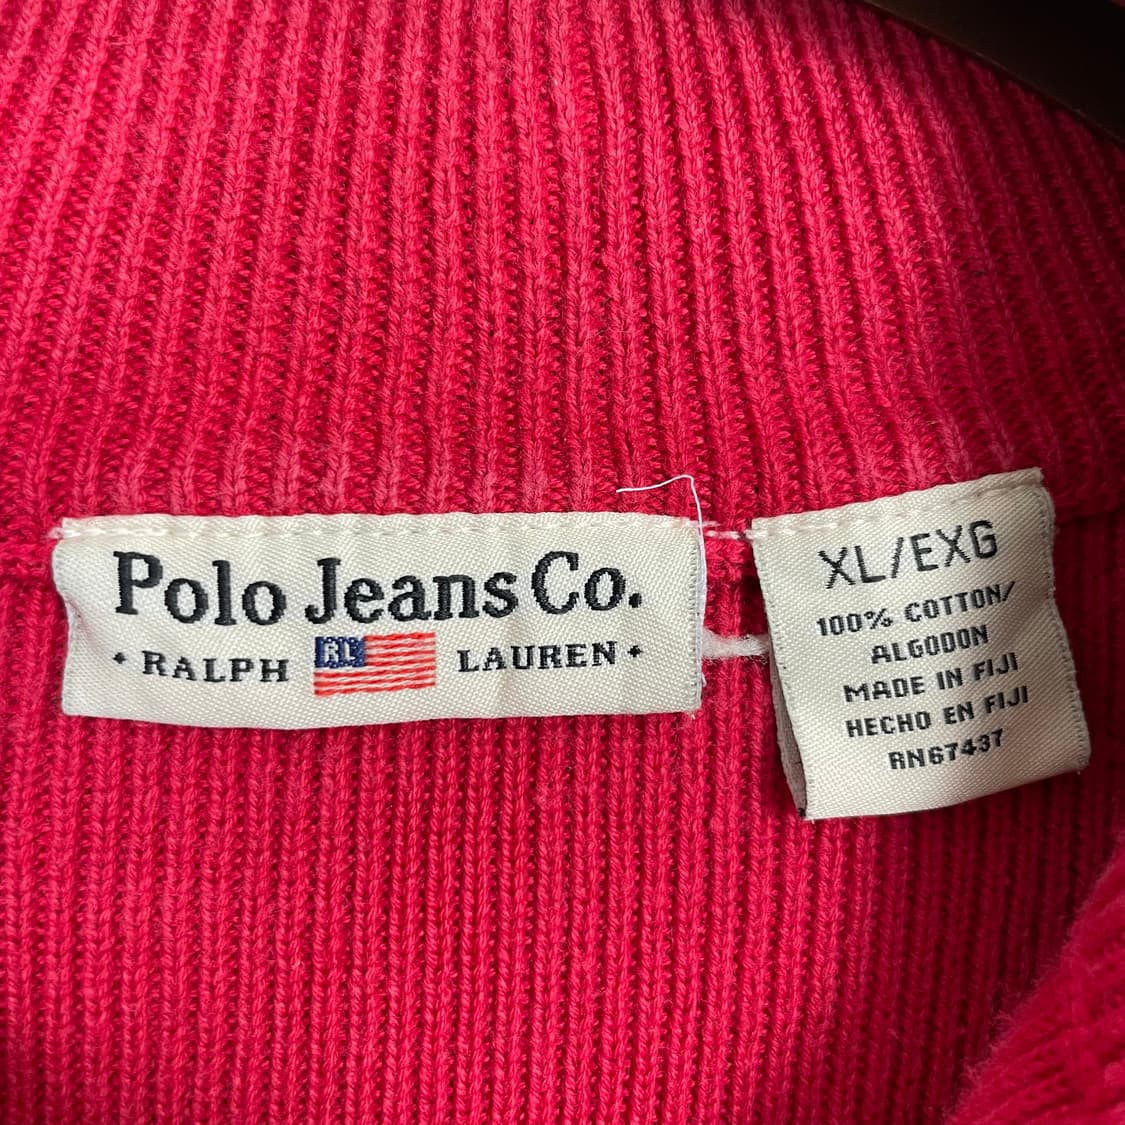 Polo Jeans Co.
RALPH RL LAUREN
XL/EXG
100% COTTON/
ALGODON
MADE IN FIJI
HECHO EN FIJI
RN67437